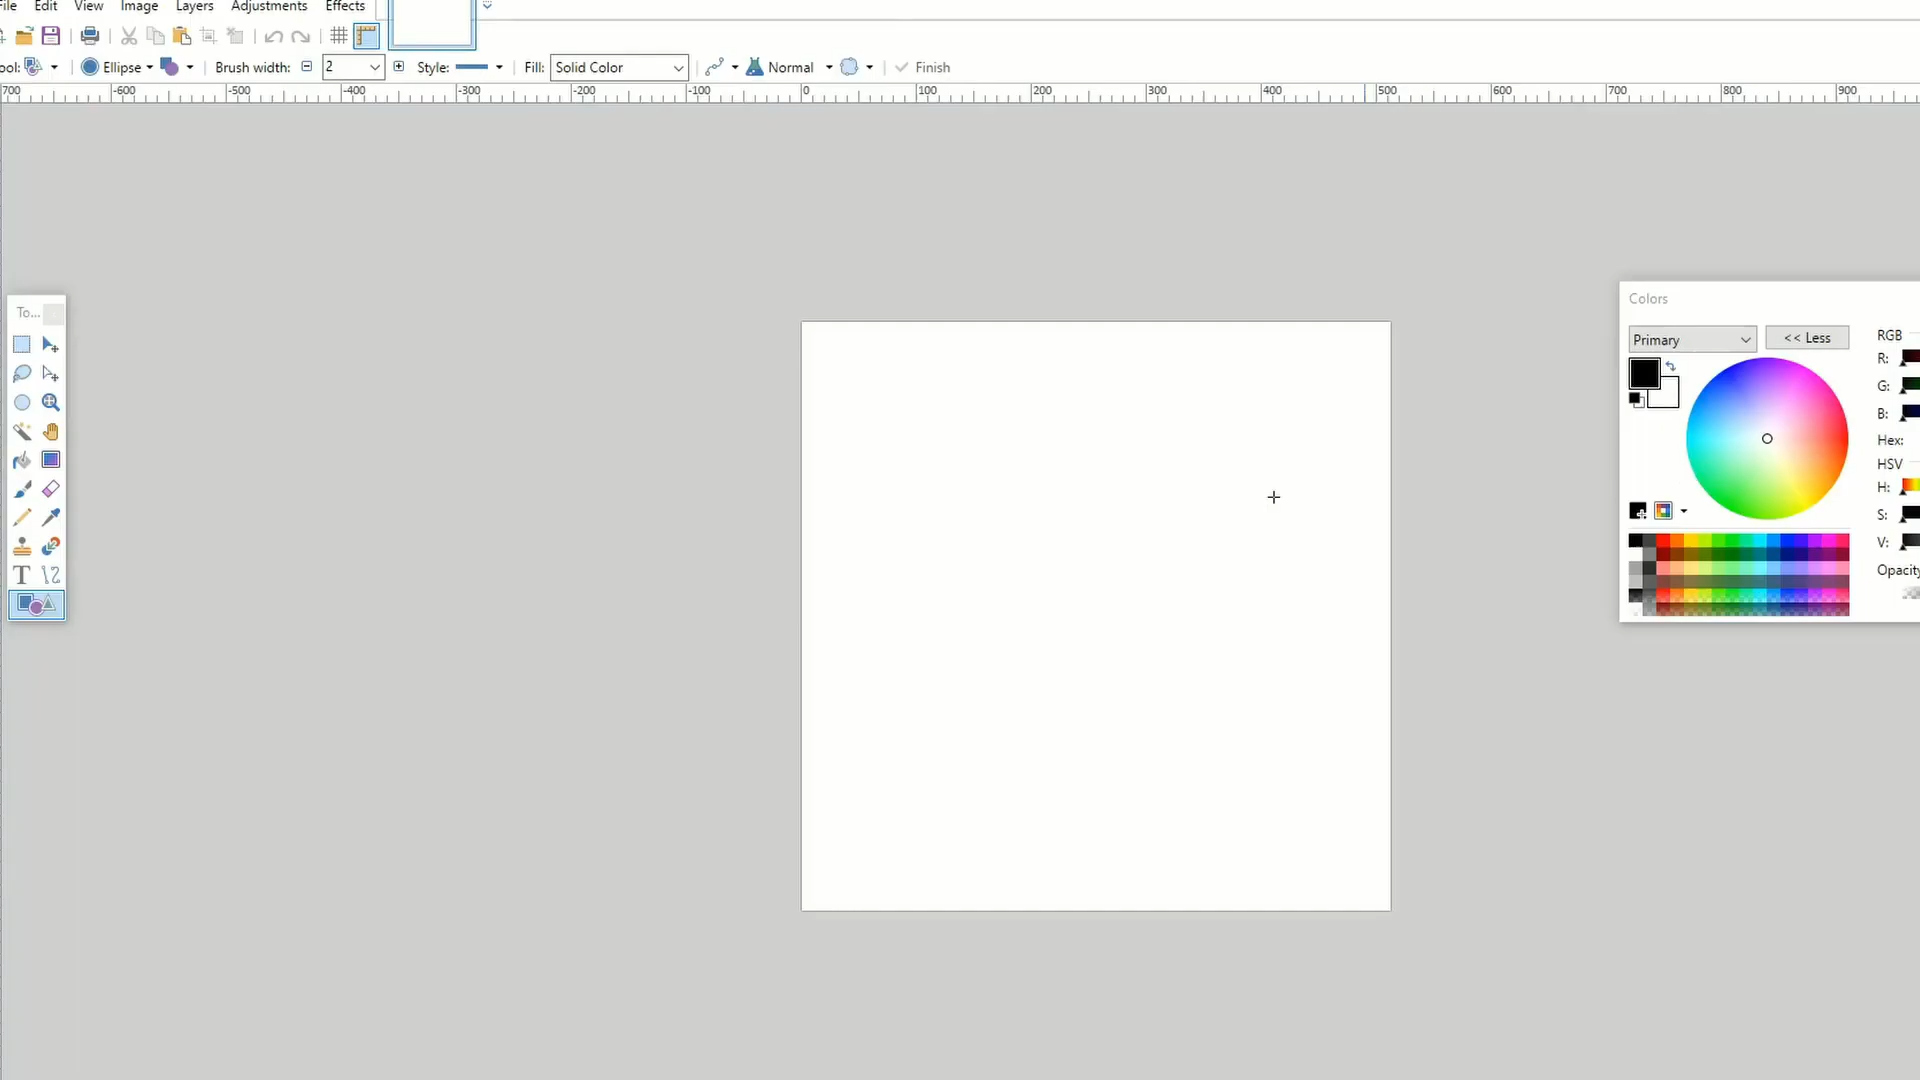 File Edit View Image Layers Adjustments Effects
ool: Ellipse Brush width: 2 Style: Fill: Solid Color Normal Finish
700 -600 -500 -400 -300 -200 -100 0 100 200 300 400 500 600 700 800 900
To...
Colors
Primary << Less RGB
R:
G:
B:
Hex:
HSV
H:
S:
V:
Opacity